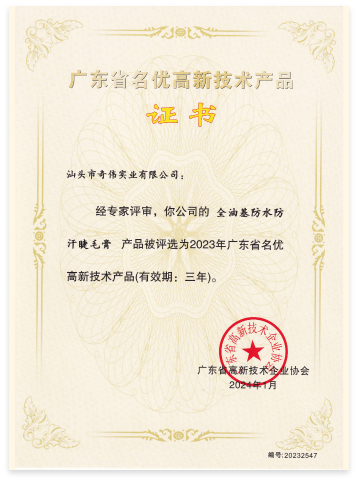 广东省名优高新技术产品
证书
汕头市奇伟实业有限公司：
经专家评审，你公司的 全油基防水防
汗睫毛膏 产品被评选为2023年广东省名优
高新技术产品(有效期：三年)。
广东省高新技术企业协会
广东省高新技术企业协会
2024年1月
编号: 20232547